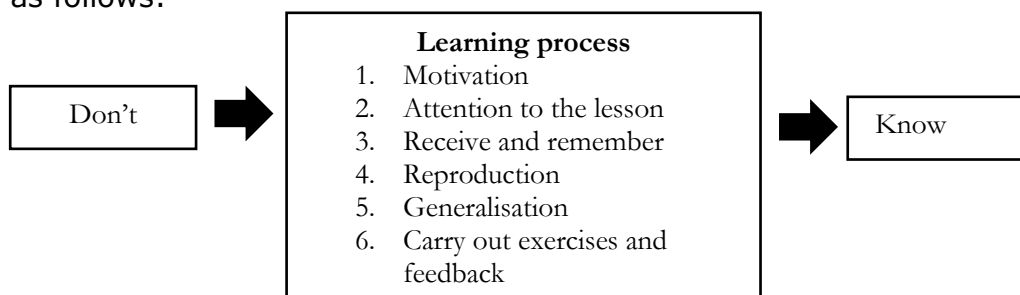 as follows:
Learning process
1. Motivation
2. Attention to the lesson
3. Receive and remember
4. Reproduction
5. Generalisation
6. Carry out exercises and
feedback
Don't
Know